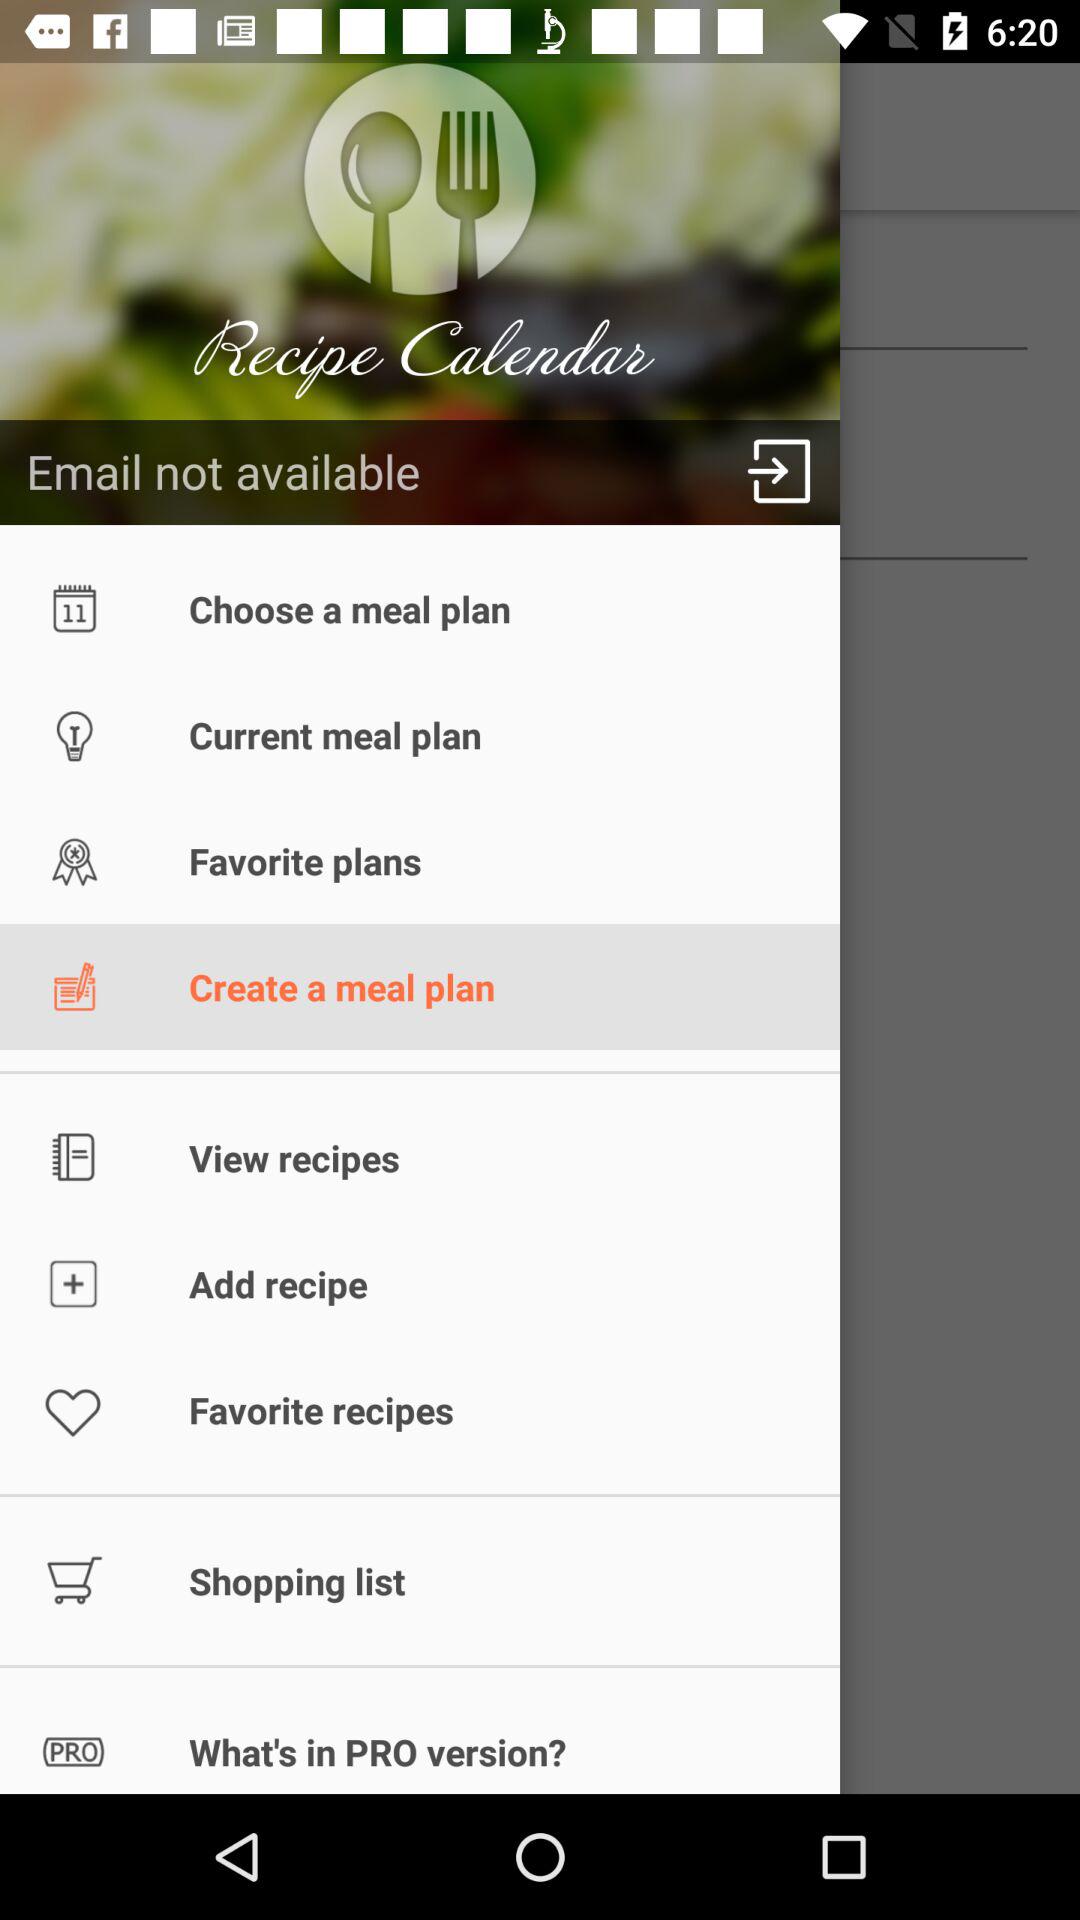 6:20
Recipe Calendar
Email not available
11
Choose a meal plan
Current meal plan
Favorite plans
Create a meal plan
View recipes
Add recipe
Favorite recipes
Shopping list
PRO
What's in PRO version?